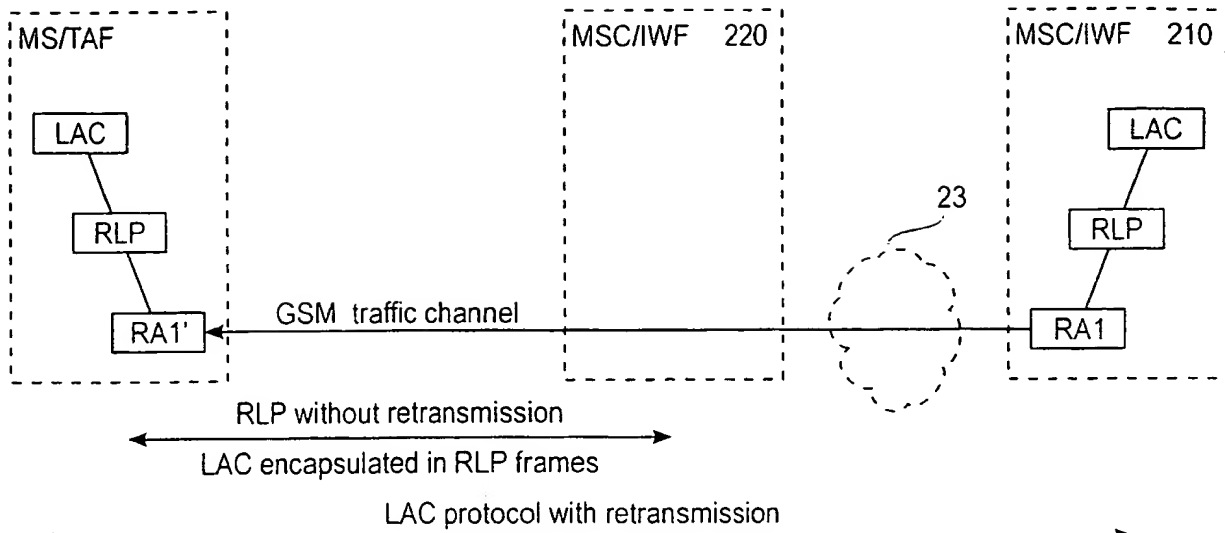 MS/TAF
MSC/IWF 220
MSC/IWF 210
LAC
LAC
RLP
23
RLP
RA1'
GSM traffic channel
RA1
RLP without retransmission
LAC encapsulated in RLP frames
LAC protocol with retransmission